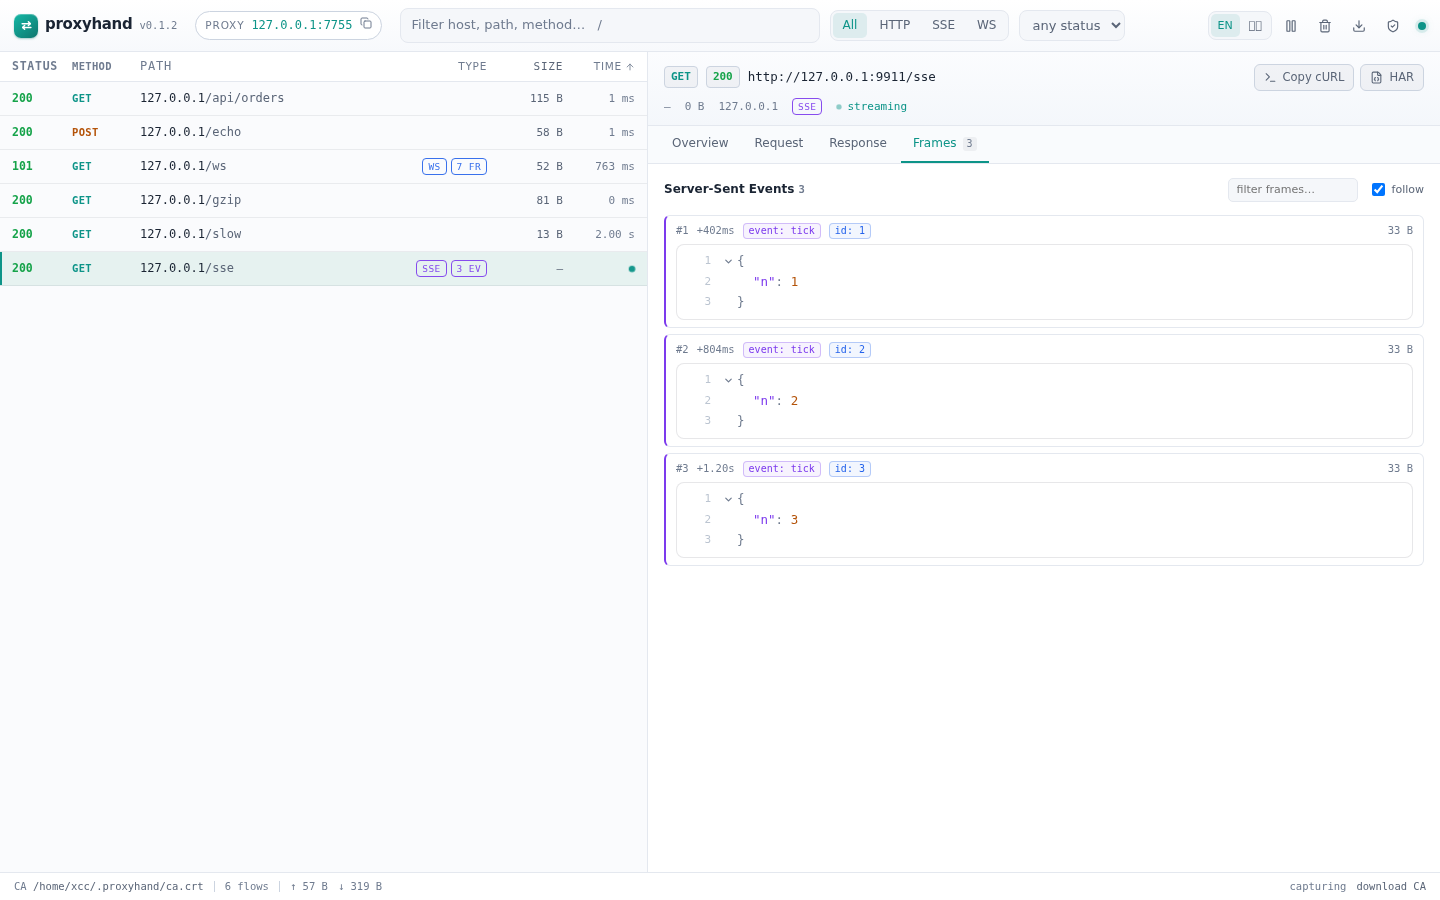 proxyhand v0.1.2 PROXY 127.0.0.1:7755 Filter host, path, method... / All HTTP SSE WS any status EN
STATUS METHOD PATH TYPE SIZE TIME ↑
200 GET 127.0.0.1/api/orders 115 B 1 ms
200 POST 127.0.0.1/echo 58 B 1 ms
101 GET 127.0.0.1/ws WS 7 FR 52 B 763 ms
200 GET 127.0.0.1/gzip 81 B 0 ms
200 GET 127.0.0.1/slow 13 B 2.00 s
200 GET 127.0.0.1/sse SSE 3 EV –
GET 200 http://127.0.0.1:9911/sse Copy cURL HAR
– 0 B 127.0.0.1 SSE streaming
Overview Request Response Frames 3
Server-Sent Events 3 filter frames... follow
#1 +402ms event: tick id: 1 33 B
1 {
2 "n": 1
3 }
#2 +804ms event: tick id: 2 33 B
1 {
2 "n": 2
3 }
#3 +1.20s event: tick id: 3 33 B
1 {
2 "n": 3
3 }
CA /home/xcc/.proxyhand/ca.crt 6 flows ↑ 57 B ↓ 319 B capturing download CA